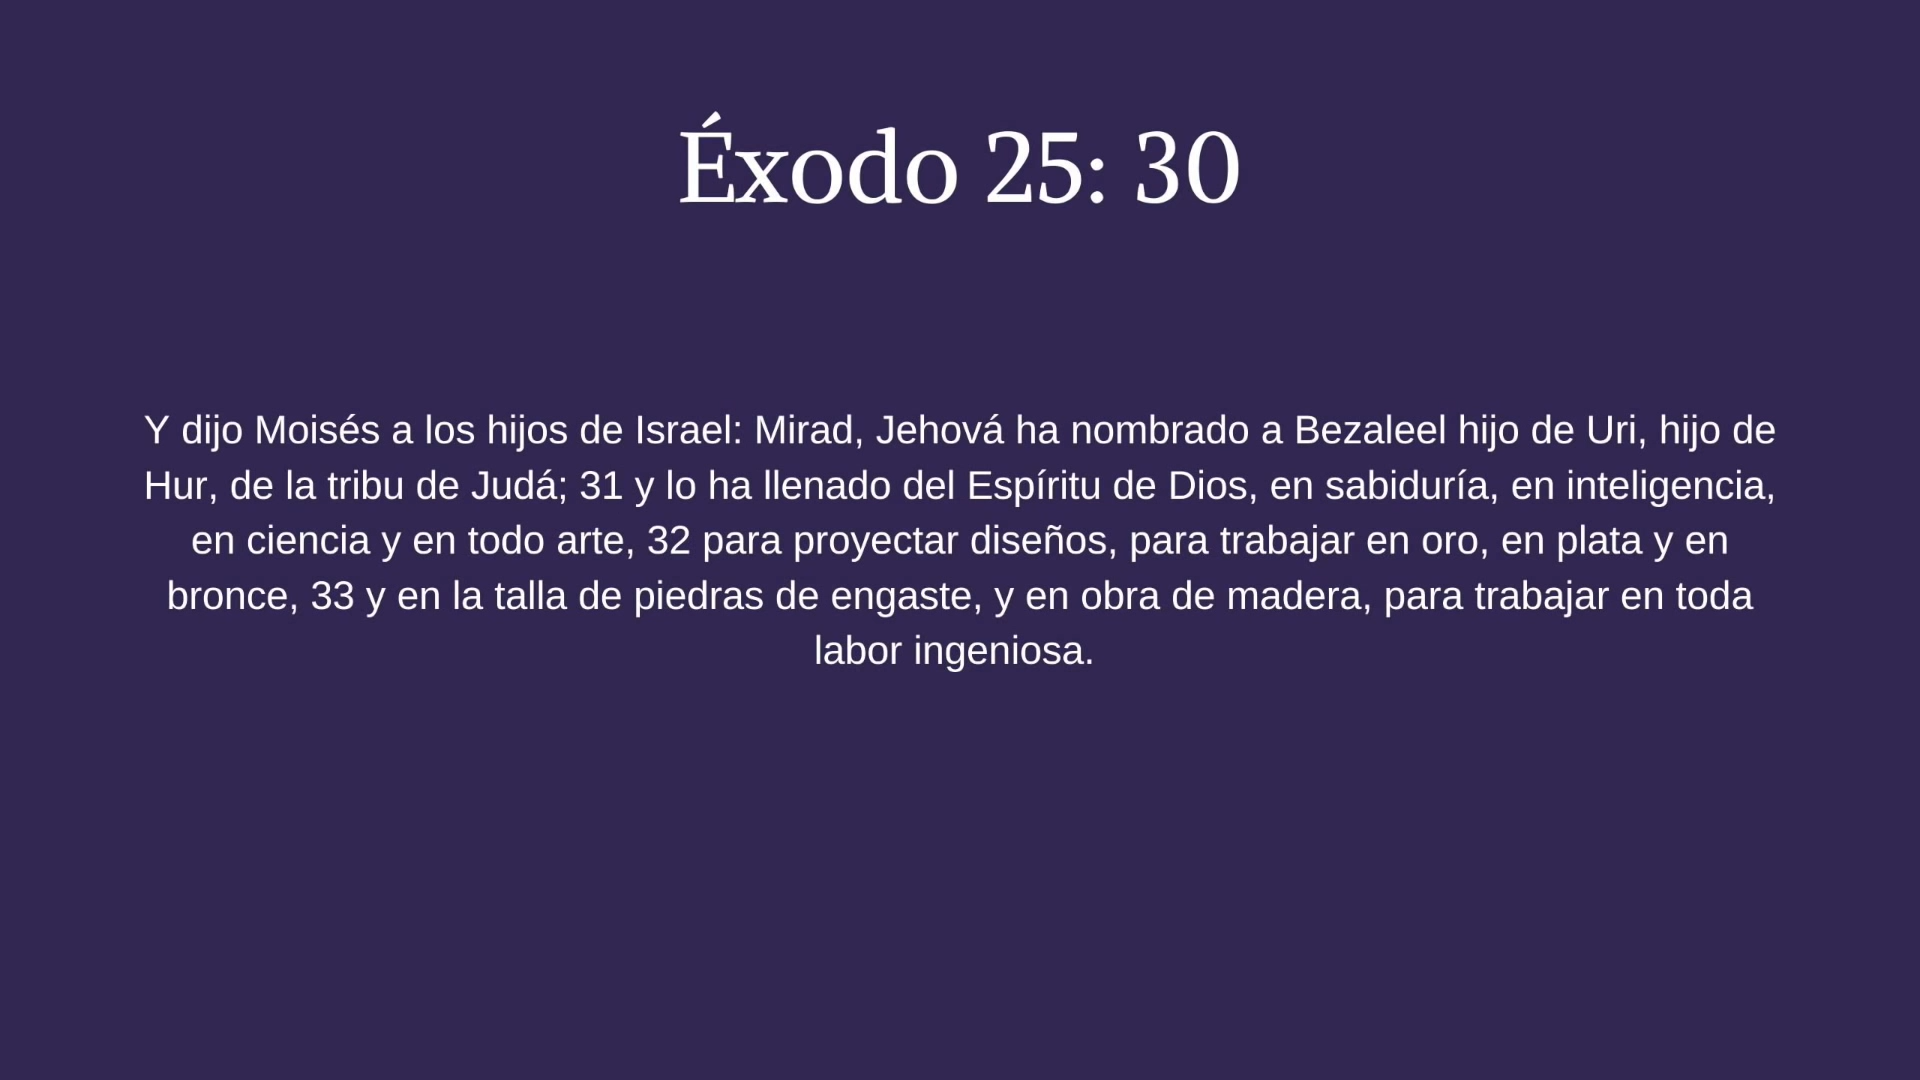 Éxodo 25: 30
Y dijo Moisés a los hijos de Israel: Mirad, Jehová ha nombrado a Bezaleel hijo de Uri, hijo de
Hur, de la tribu de Judá; 31 y lo ha llenado del Espíritu de Dios, en sabiduría, en inteligencia,
en ciencia y en todo arte, 32 para proyectar diseños, para trabajar en oro, en plata y en
bronce, 33 y en la talla de piedras de engaste, y en obra de madera, para trabajar en toda
labor ingeniosa.